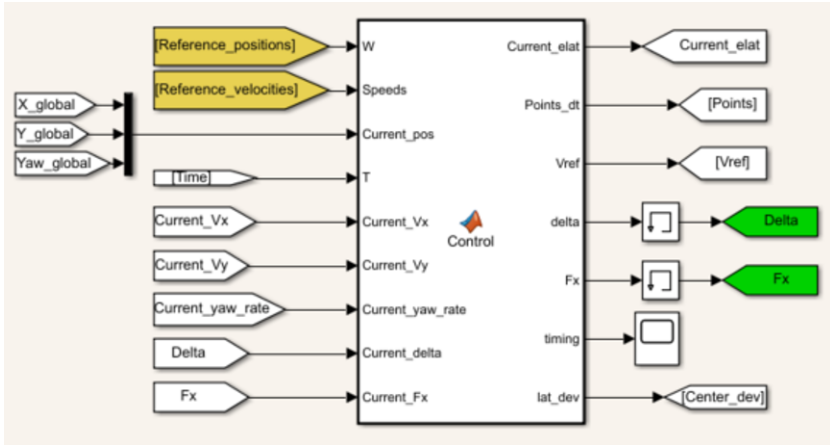 [Reference_positions]
[Reference_velocities]
X_global
Y_global
Yaw_global
[Time]
Current_Vx
Current_Vy
Current_yaw_rate
Delta
Fx
W
Speeds
Current_pos
T
Current_Vx
Current_Vy
Current_yaw_rate
Current_delta
Current_Fx
Control
Current_elat
Points_dt
Vref
delta
Fx
timing
lat_dev
Current_elat
[Points]
[Vref]
Delta
Fx
[Center_dev]